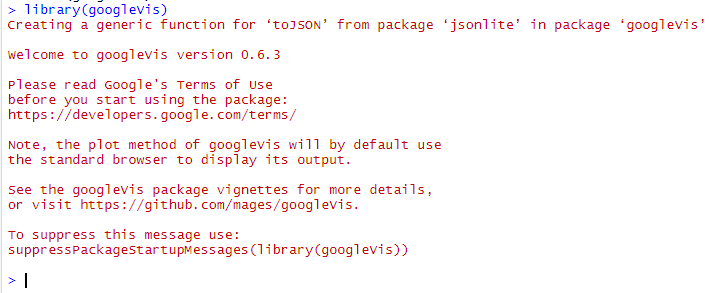 > library(googleVis)
Creating a generic function for ‘toJSON’ from package ‘jsonlite’ in package ‘googleVis’
Welcome to googleVis version 0.6.3
Please read Google's Terms of Use
before you start using the package:
https://developers.google.com/terms/
Note, the plot method of googleVis will by default use
the standard browser to display its output.
See the googleVis package vignettes for more details,
or visit https://github.com/mages/googleVis.
To suppress this message use:
suppressPackageStartupMessages(library(googleVis))
>